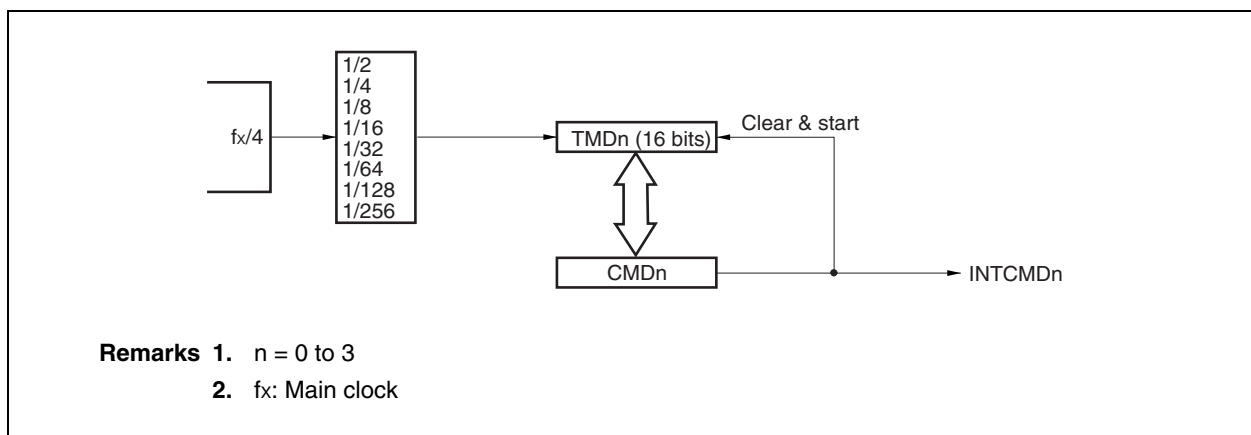 fx/4
1/2
1/4
1/8
1/16
1/32
1/64
1/128
1/256
TMDn (16 bits)
Clear & start
CMDn
INTCMDn
Remarks 1. n = 0 to 3
2. fx: Main clock